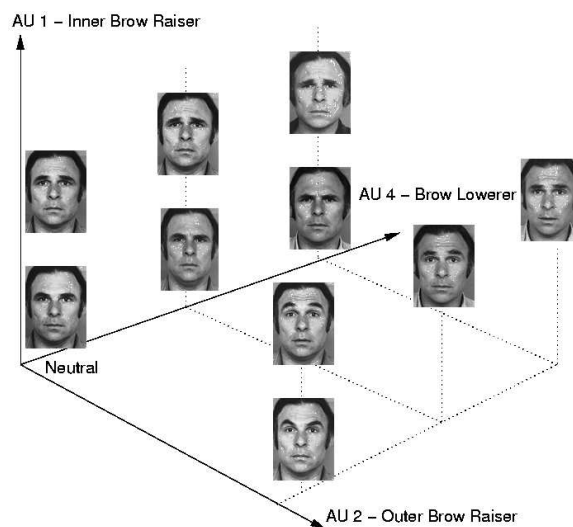 AU 1 – Inner Brow Raiser
AU 4 – Brow Lowerer
Neutral
AU 2 – Outer Brow Raiser